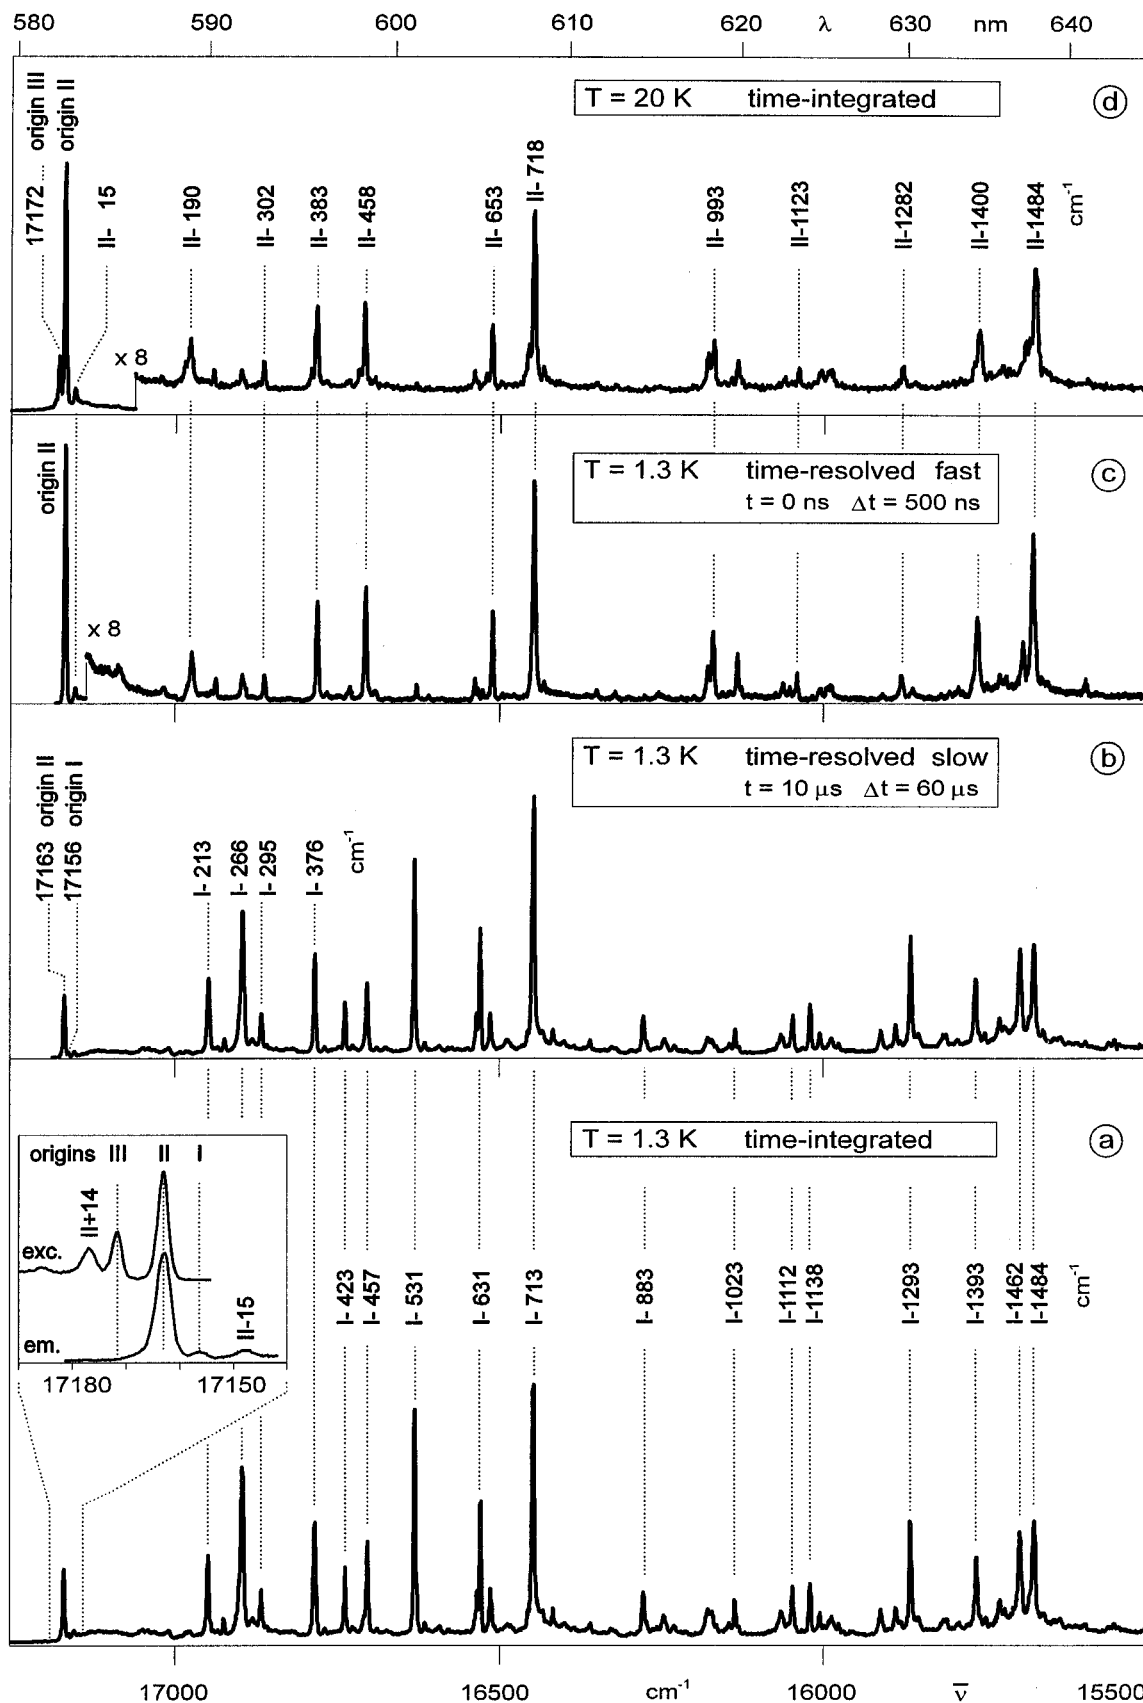 580 590 600 610 620 λ 630 nm 640
T = 20 K time-integrated
d
17172 origin III
origin II
II- 15
II- 190
II- 302
II- 383
II- 458
II- 653
II- 718
II- 993
II-1123
II-1282
II-1400
II-1484
cm⁻¹
x 8
T = 1.3 K time-resolved fast
t = 0 ns Δt = 500 ns
c
origin II
x 8
T = 1.3 K time-resolved slow
t = 10 μs Δt = 60 μs
b
17163 origin II
17156 origin I
I- 213
I- 266
I- 295
I- 376
cm⁻¹
T = 1.3 K time-integrated
a
origins III II I
II+14
exc.
em.
II-15
17180 17150
I- 423
I- 457
I- 531
I- 631
I- 713
I- 883
I-1023
I-1112
I-1138
I-1293
I-1393
I-1462
I-1484
cm⁻¹
17000 16500 cm⁻¹ 16000 ν̃ 15500